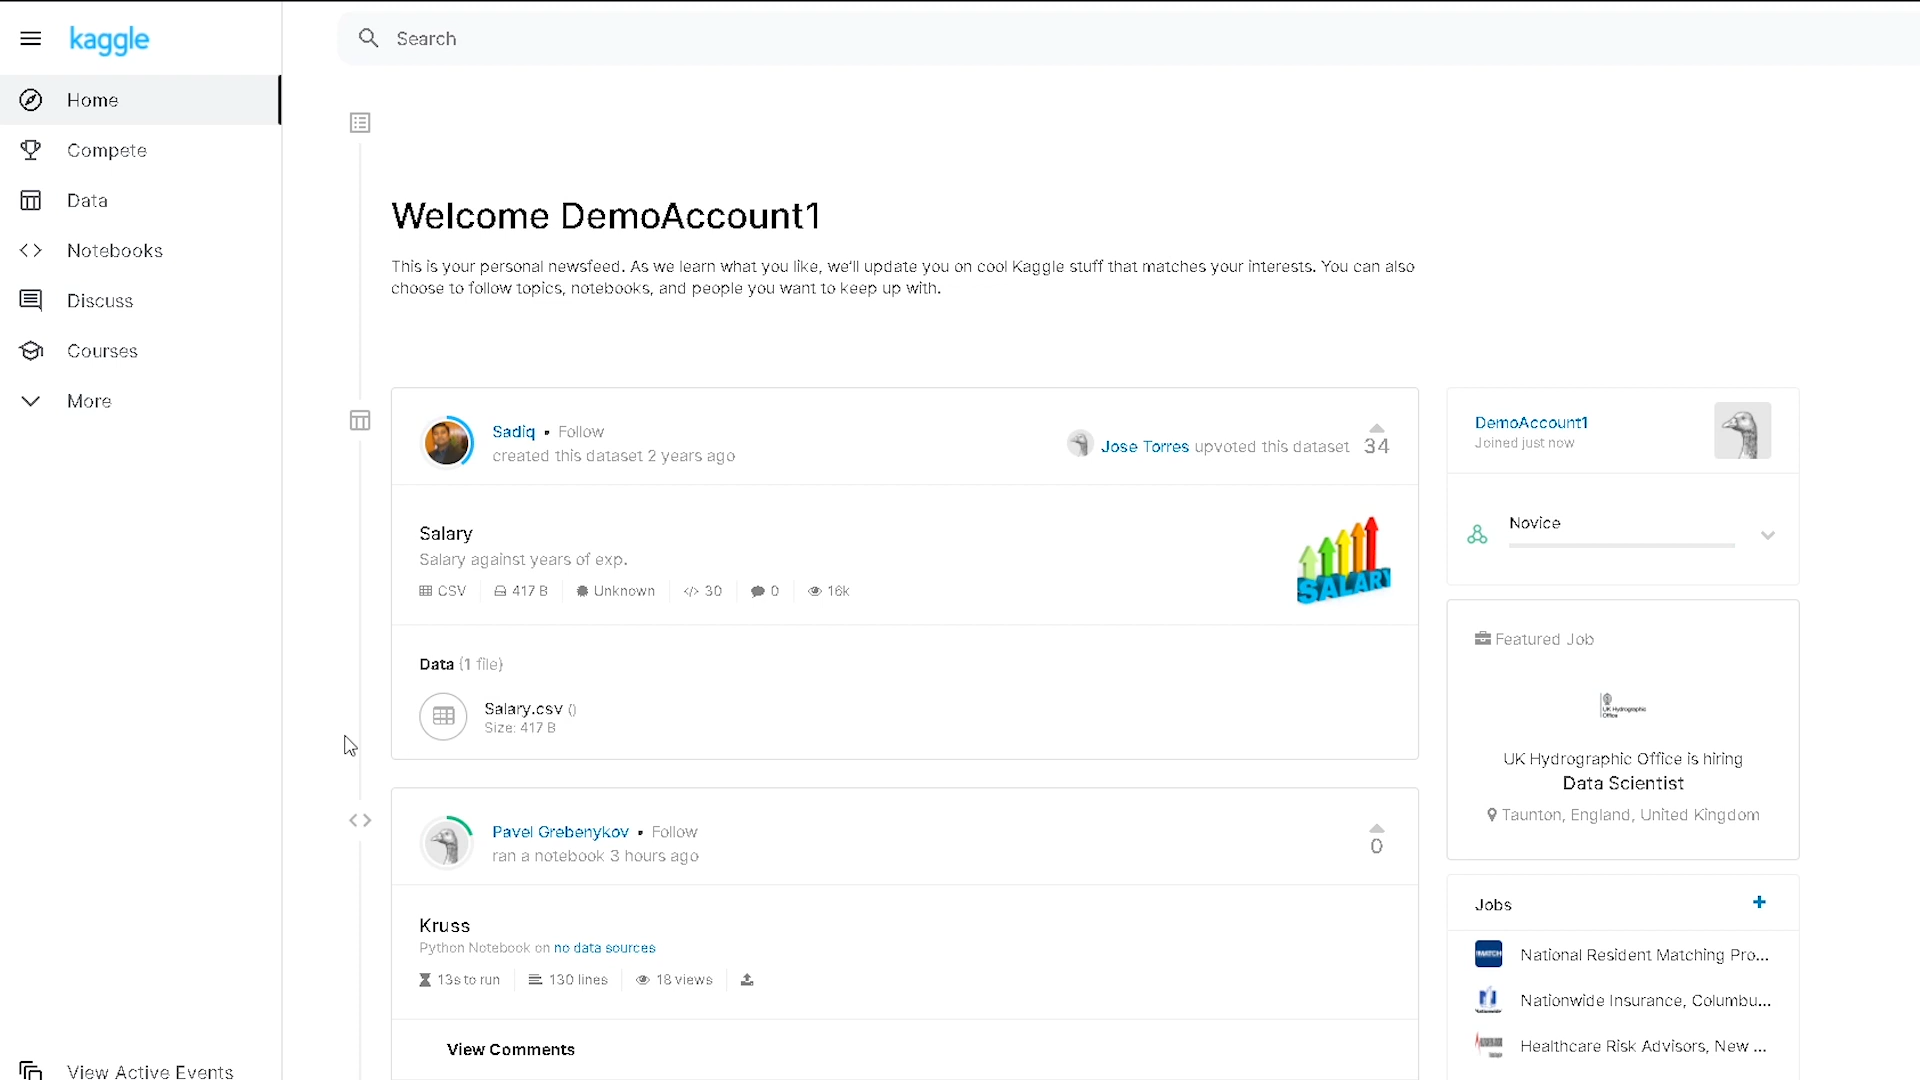 kaggle
Search
Home
Compete
Data
Notebooks
Discuss
Courses
More
View Active Events
Welcome DemoAccount1
This is your personal newsfeed. As we learn what you like, we'll update you on cool Kaggle stuff that matches your interests. You can also
choose to follow topics, notebooks, and people you want to keep up with.
Sadiq • Follow
created this dataset 2 years ago
Jose Torres upvoted this dataset 34
Salary
Salary against years of exp.
CSV 417 B Unknown 30 0 16k
SALARY
Data (1 file)
Salary.csv ()
Size: 417 B
Pavel Grebenykov • Follow
ran a notebook 3 hours ago
0
Kruss
Python Notebook on no data sources
13s to run 130 lines 18 views
View Comments
DemoAccount1
Joined just now
Novice
Featured Job
UK Hydrographic
Office
UK Hydrographic Office is hiring
Data Scientist
Taunton, England, United Kingdom
Jobs +
MATCH
National Resident Matching Pro...
Nationwide
Nationwide Insurance, Columbu...
Healthcare Risk Advisors, New ...